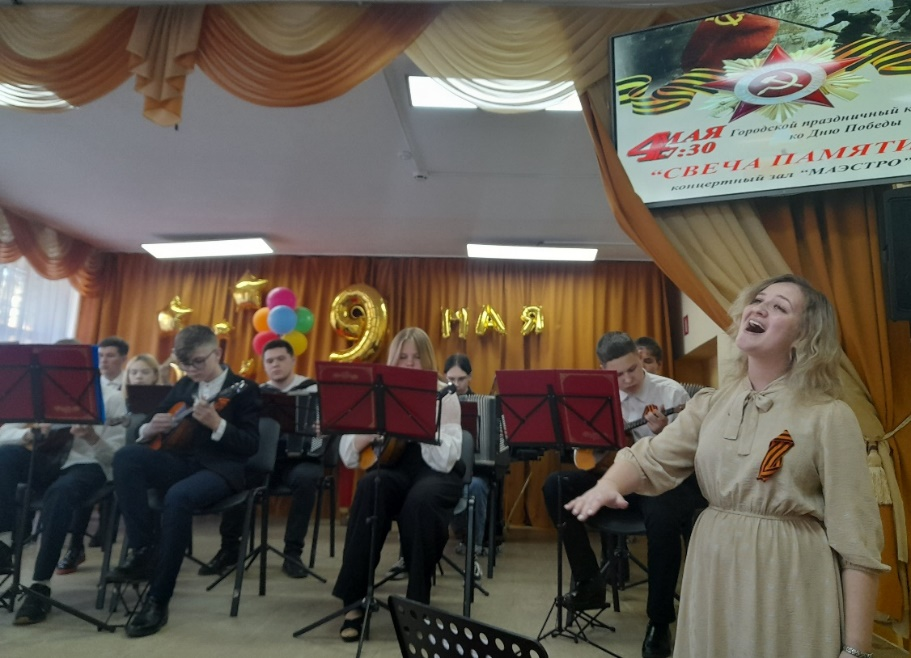 4 МАЯ
17:30
Городской праздничный
ко Дню Победы
"СВЕЧА ПАМЯТИ
концертный зал "МАЭСТРО"
9 МАЯ